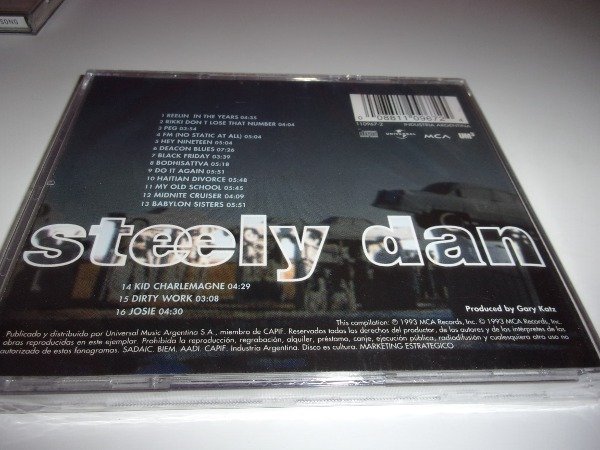 SONG
1 REELIN' IN THE YEARS 04:35
2 RIKKI DON T LOSE THAT NUMBER 04:04
3 PEG 03:54
4 FM (NO STATIC AT ALL) 05:04
5 HEY NINETEEN 05:04
6 DEACON BLUES 07:26
7 BLACK FRIDAY 03:39
8 BODHISATTVA 05:18
9 DO IT AGAIN 05:51
10 HAITIAN DIVORCE 05:48
11 MY OLD SCHOOL 05:45
12 MIDNITE CRUISER 04:09
13 BABYLON SISTERS 05:51
110967-2
INDUSTRIA ARGENTINA
UNIVERSAL
MCA
steely dan
14 KID CHARLEMAGNE 04:29
15 DIRTY WORK 03:08
16 JOSIE 04:30
Produced by Gary Katz
This compilation: ℗ 1993 MCA Records, Inc. © 1993 MCA Records, Inc.
Publicado y distribuido por Universal Music Argentina S.A., miembro de CAPIF. Reservados todos los derechos del productor, de los autores y de los intérpretes de las
obras reproducidas en este ejemplar. Prohibida la reproducción, regrabación, alquiler, préstamo, canje, ejecución pública, radiodifusión y cualesquiera otro uso no
autorizado de estos fonogramas. SADAIC. BIEM. AADI. CAPIF. Industria Argentina. Disco es cultura. MARKETING ESTRATEGICO